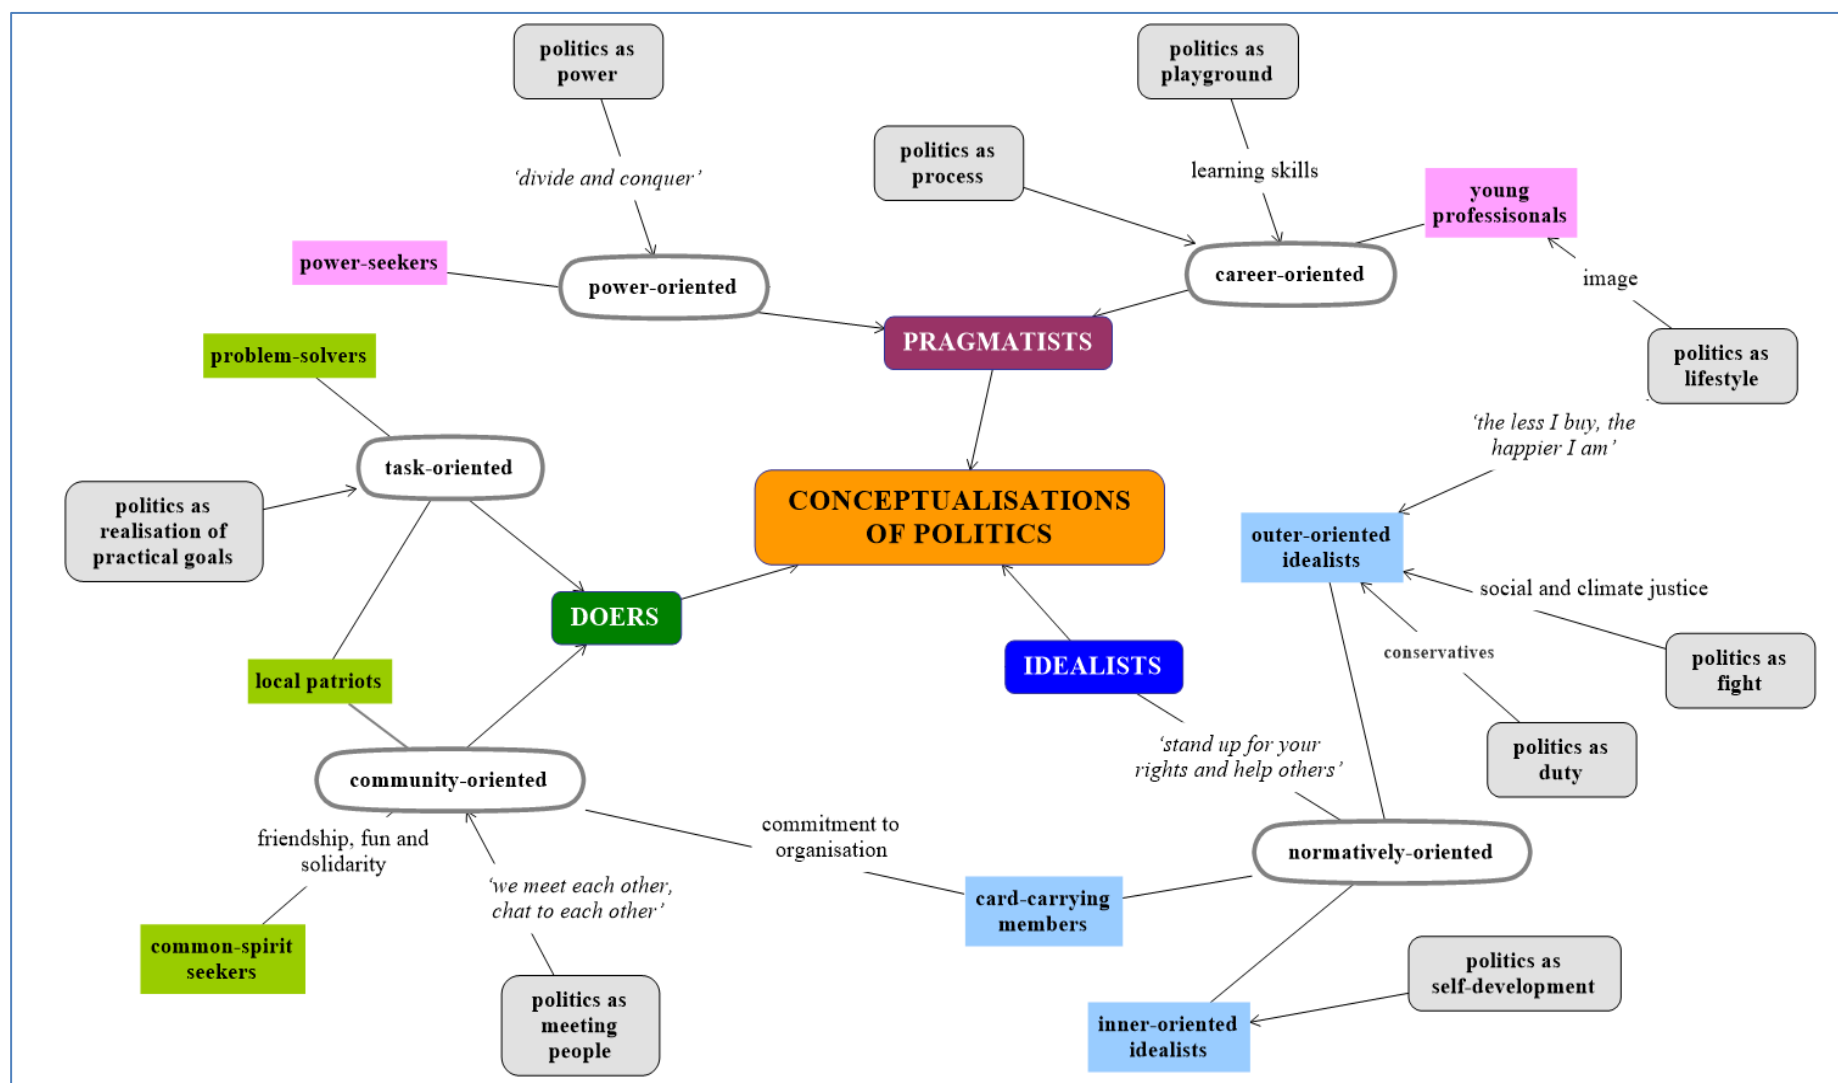 politics as
power
politics as
playground
politics as
process
‘divide and conquer’
learning skills
young
professisonals
power-seekers
power-oriented
career-oriented
image
PRAGMATISTS
problem-solvers
politics as
lifestyle
‘the less I buy, the
happier I am’
task-oriented
politics as
realisation of
practical goals
CONCEPTUALISATIONS
OF POLITICS
outer-oriented
idealists
social and climate justice
DOERS
IDEALISTS
conservatives
politics as
fight
local patriots
politics as
duty
‘stand up for your
rights and help others’
community-oriented
friendship, fun and
solidarity
commitment to
organisation
normatively-oriented
‘we meet each other,
chat to each other’
card-carrying
members
common-spirit
seekers
politics as
self-development
politics as
meeting
people
inner-oriented
idealists